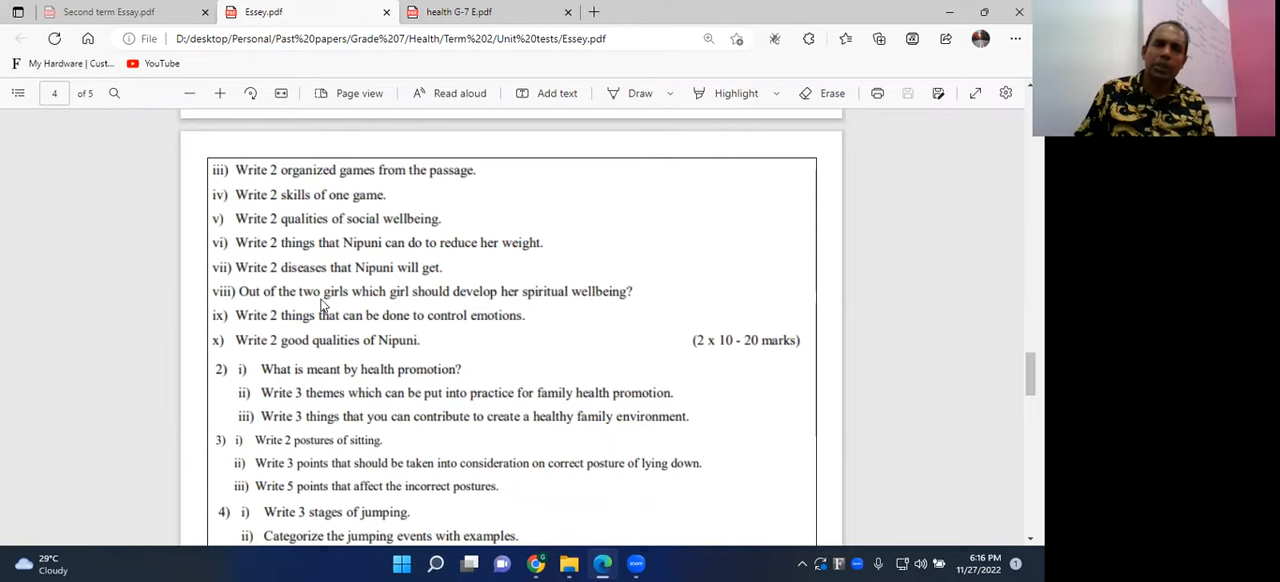 Second term Essay.pdf
Essey.pdf
health G-7 E.pdf
File
D:/desktop/Personal/Past%20papers/Grade%207/Health/Term%202/Unit%20tests/Essey.pdf
My Hardware | Cust...
YouTube
4 of 5
Page view
Read aloud
Add text
Draw
Highlight
Erase
iii) Write 2 organized games from the passage.
iv) Write 2 skills of one game.
v) Write 2 qualities of social wellbeing.
vi) Write 2 things that Nipuni can do to reduce her weight.
vii) Write 2 diseases that Nipuni will get.
viii) Out of the two girls which girl should develop her spiritual wellbeing?
ix) Write 2 things that can be done to control emotions.
x) Write 2 good qualities of Nipuni. (2 x 10 - 20 marks)
2) i) What is meant by health promotion?
ii) Write 3 themes which can be put into practice for family health promotion.
iii) Write 3 things that you can contribute to create a healthy family environment.
3) i) Write 2 postures of sitting.
ii) Write 3 points that should be taken into consideration on correct posture of lying down.
iii) Write 5 points that affect the incorrect postures.
4) i) Write 3 stages of jumping.
ii) Categorize the jumping events with examples.
29°C
Cloudy
zoom
6:16 PM
11/27/2022
1